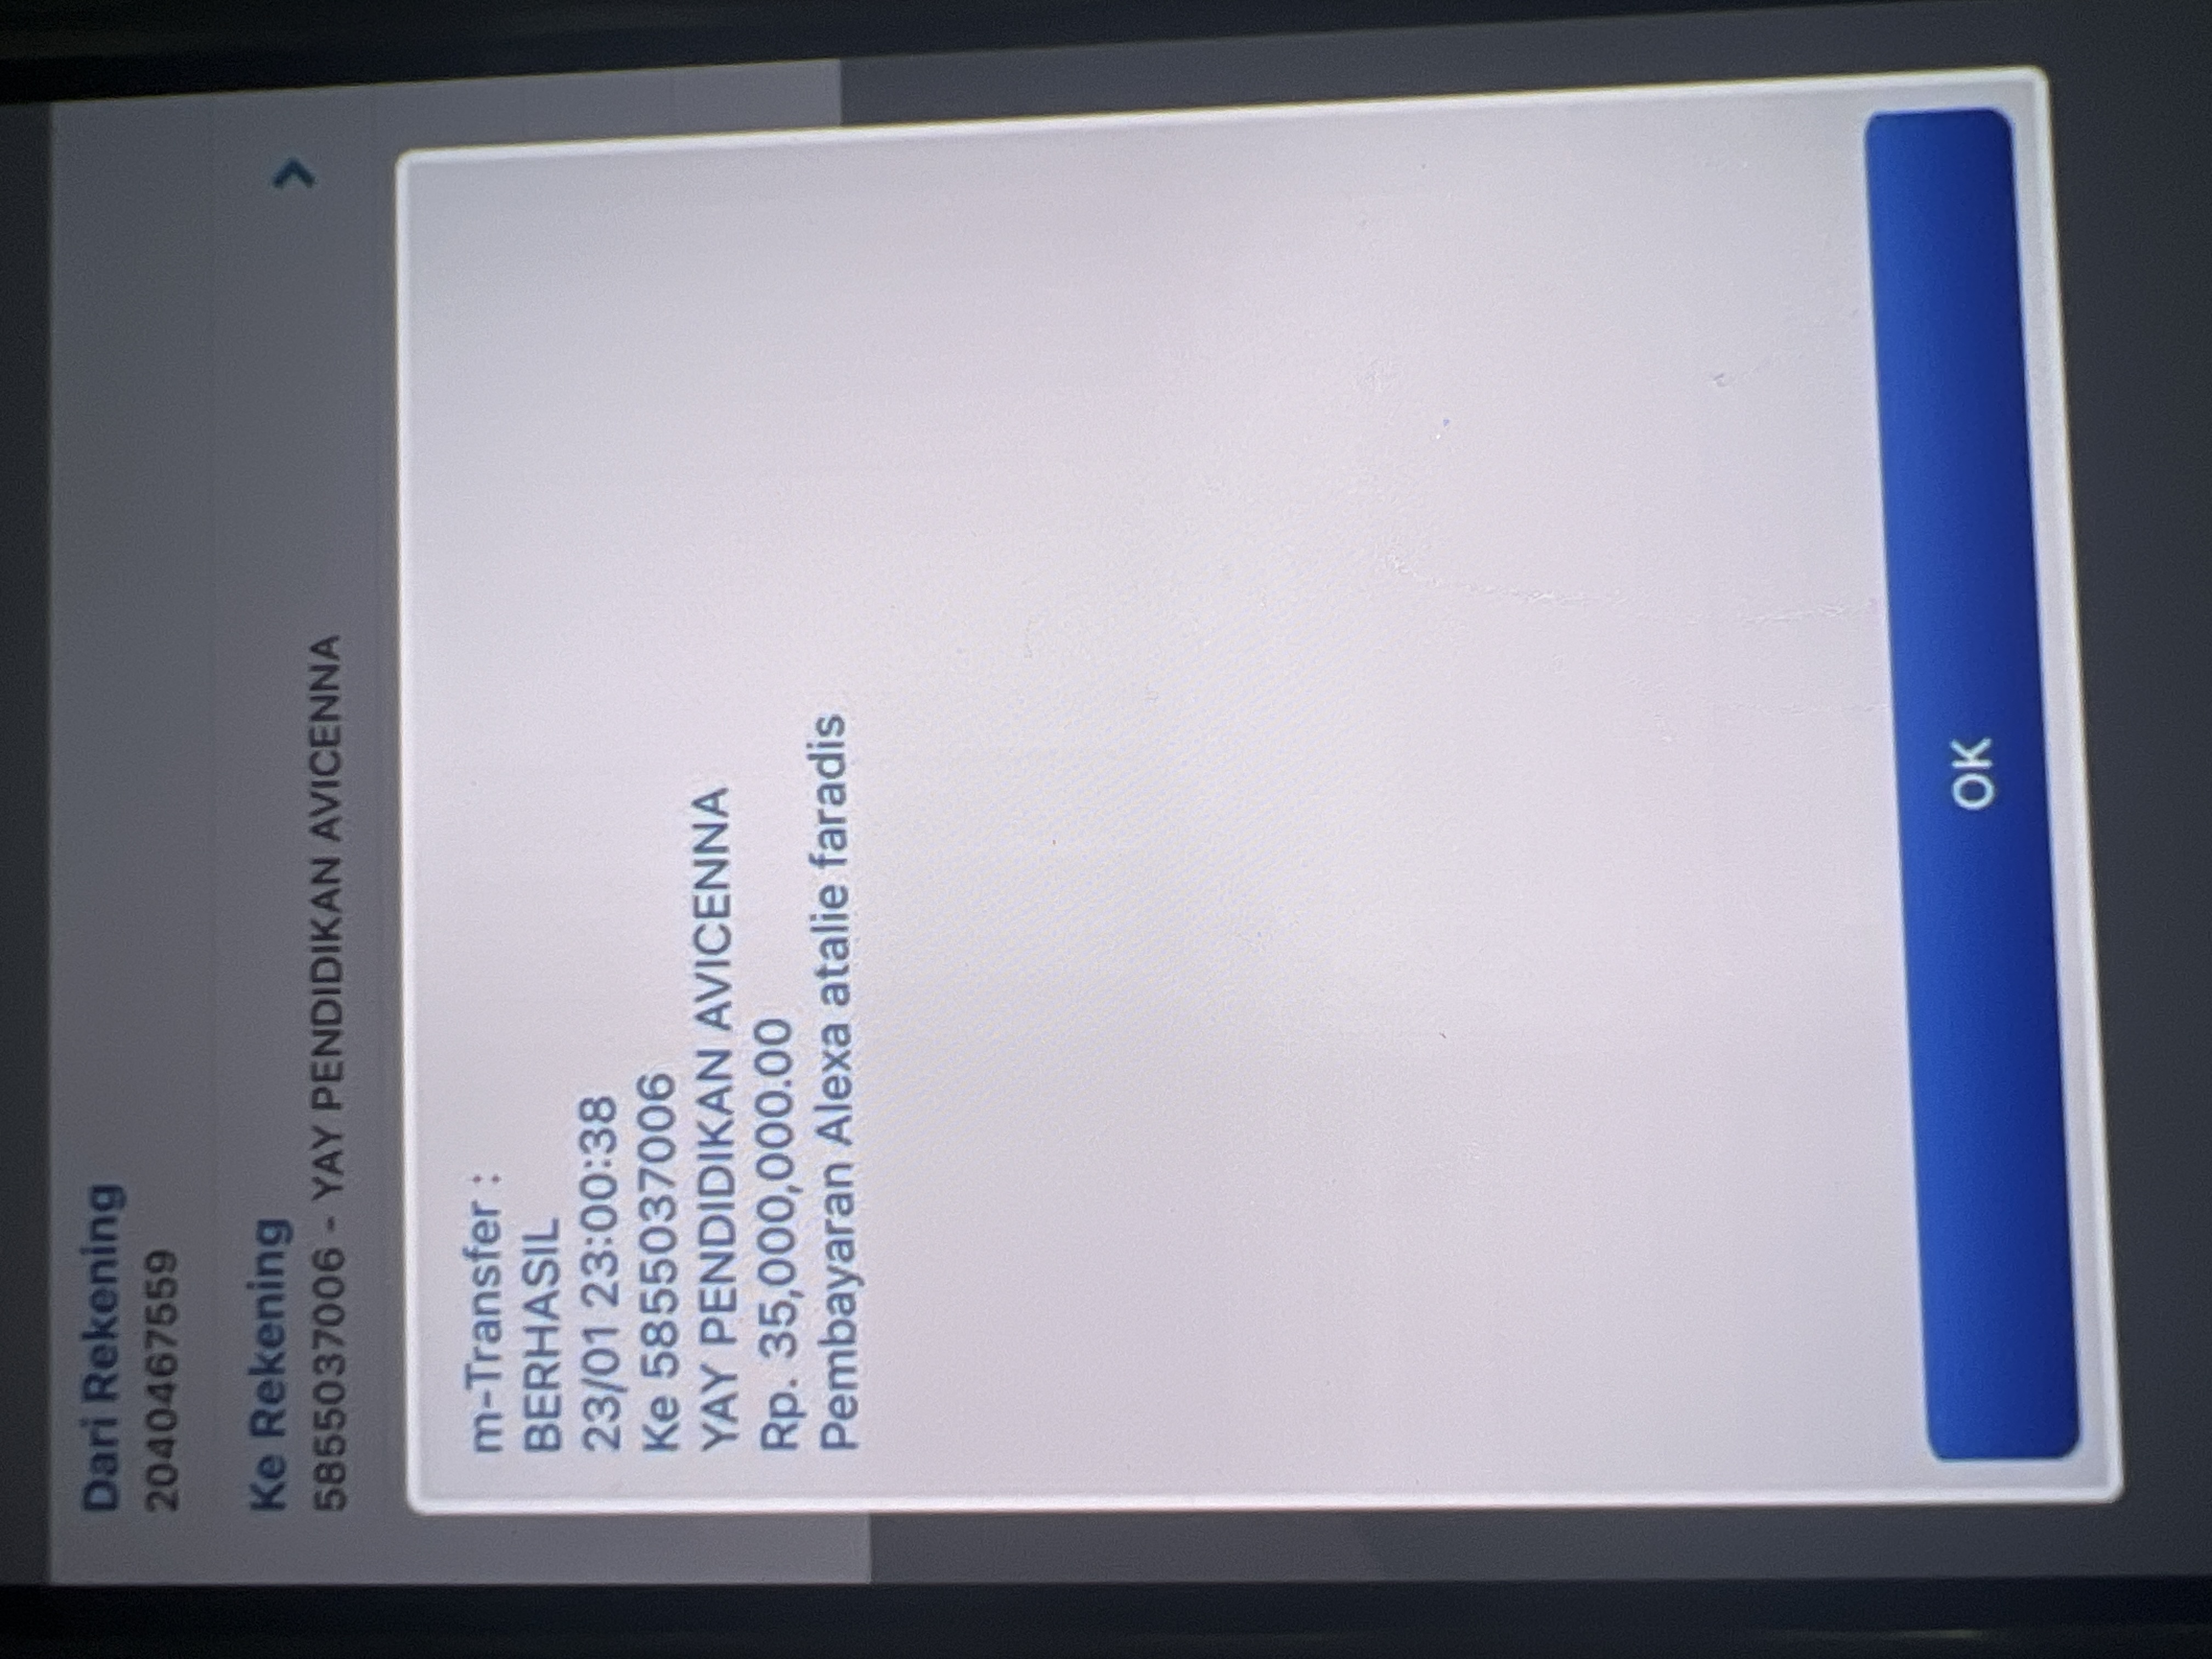 Dari Rekening
2040467559
Ke Rekening
5855037006 - YAY PENDIDIKAN AVICENNA
m-Transfer :
BERHASIL
23/01 23:00:38
Ke 5855037006
YAY PENDIDIKAN AVICENNA
Rp. 35,000,000.00
Pembayaran Alexa atalie faradis
OK